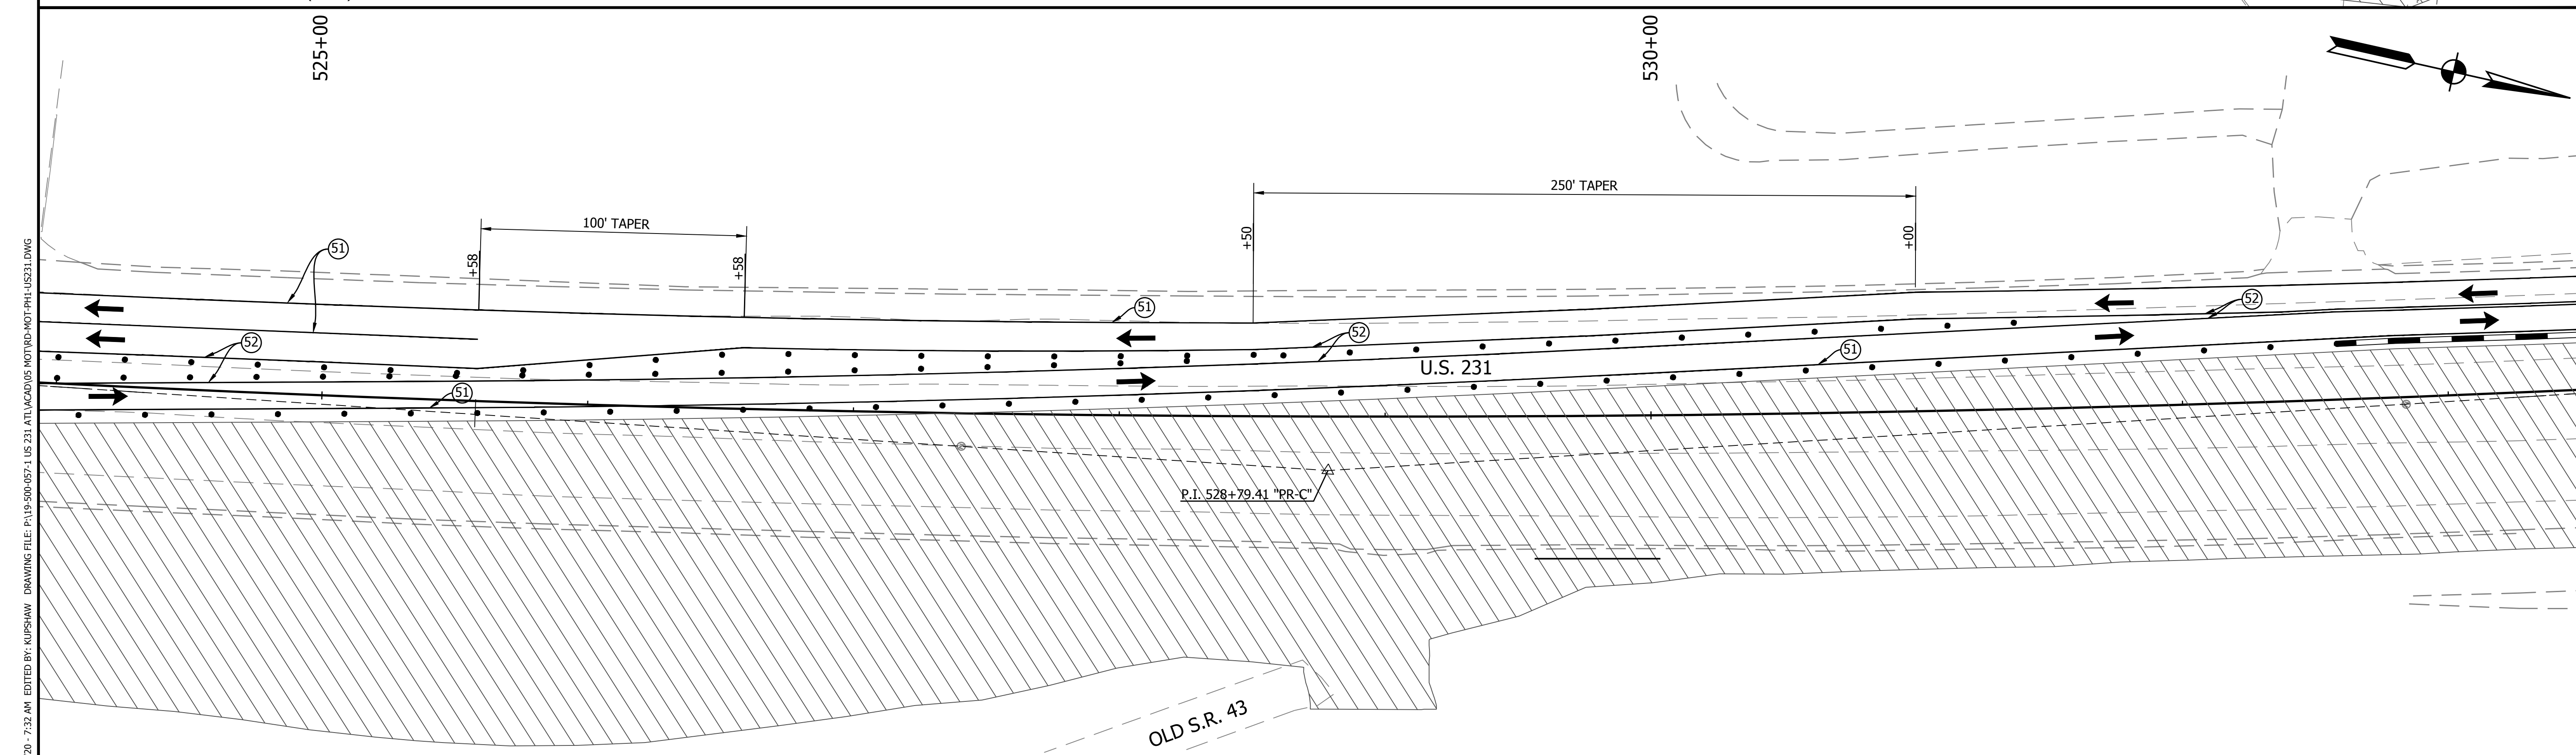 525+00
530+00
250' TAPER
100' TAPER
+58
+58
+50
+00
51
51
52
52
52
51
51
U.S. 231
P.I. 528+79.41 "PR-C"
OLD S.R. 43
20 - 7:32 AM EDITED BY: KUPSHAW DRAWING FILE: P:\19-500-057-1 US 231 ATL\ACAD\05 MOT\RD-MOT-PH1-US231.DWG